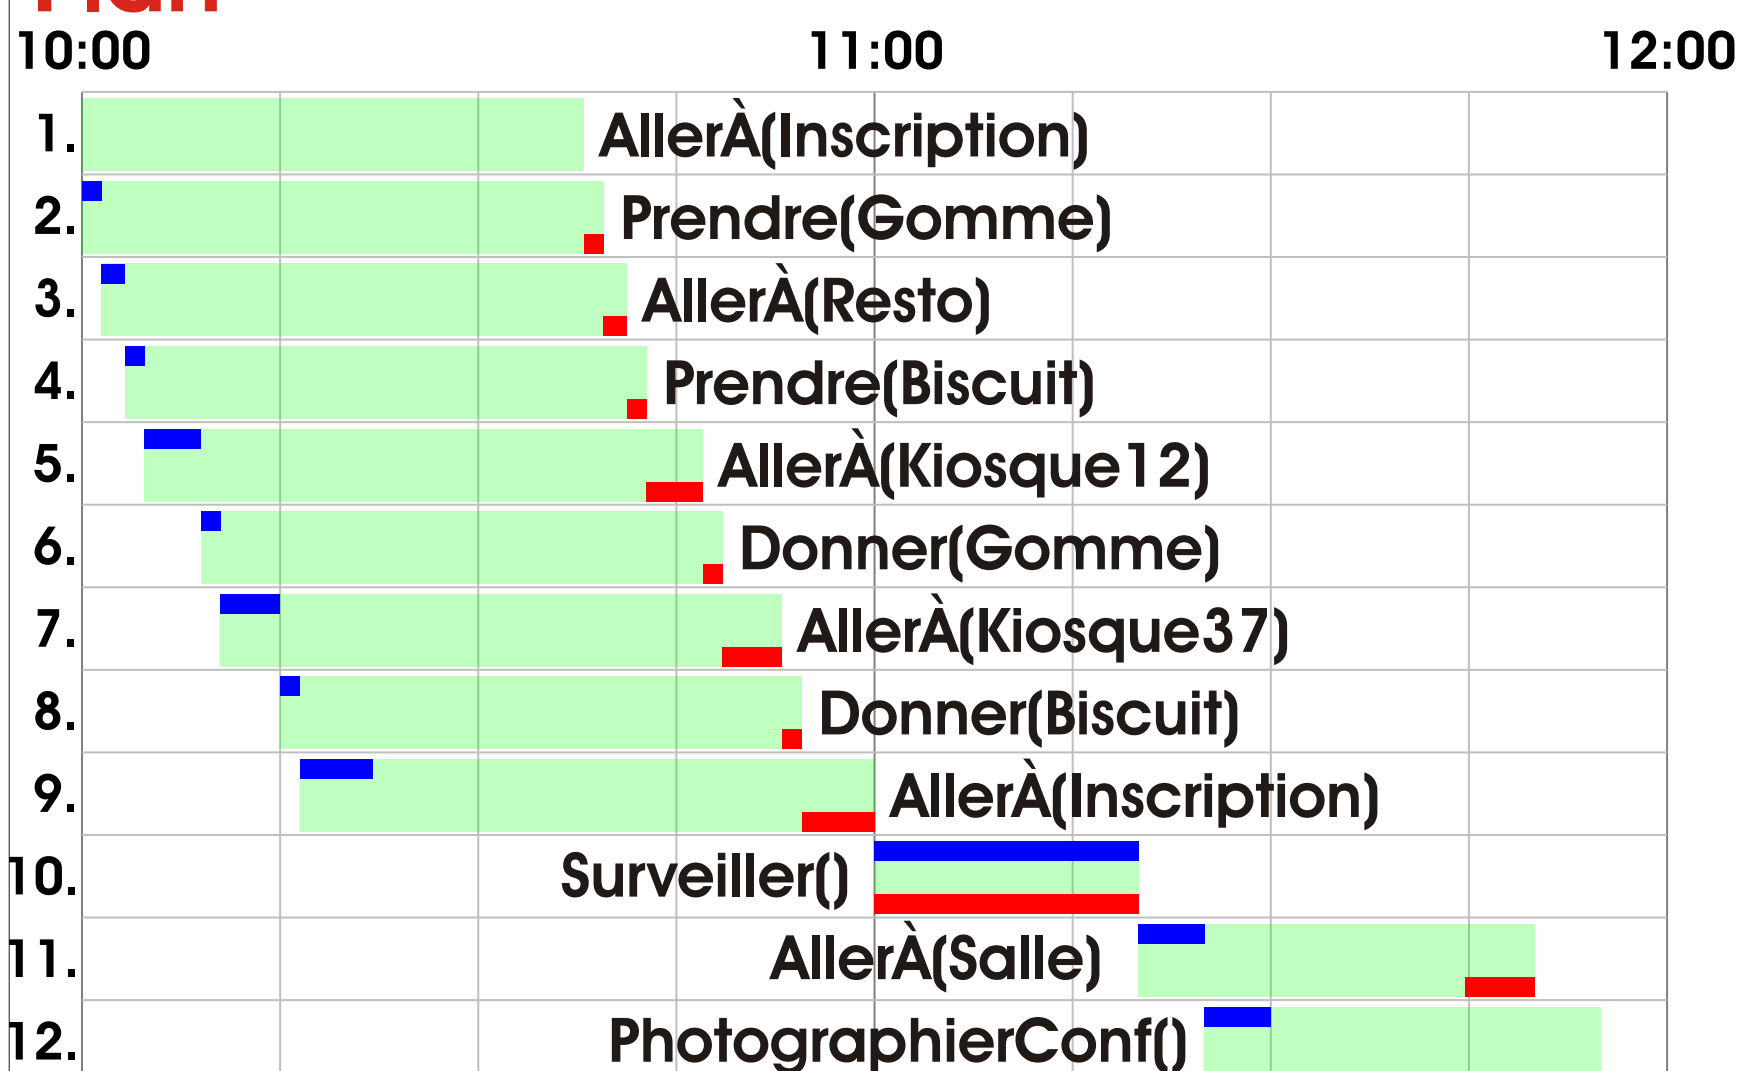 Plan
10:00 11:00 12:00
1. AllerÀ(Inscription)
2. Prendre(Gomme)
3. AllerÀ(Resto)
4. Prendre(Biscuit)
5. AllerÀ(Kiosque12)
6. Donner(Gomme)
7. AllerÀ(Kiosque37)
8. Donner(Biscuit)
9. AllerÀ(Inscription)
10. Surveiller()
11. AllerÀ(Salle)
12. PhotographierConf()